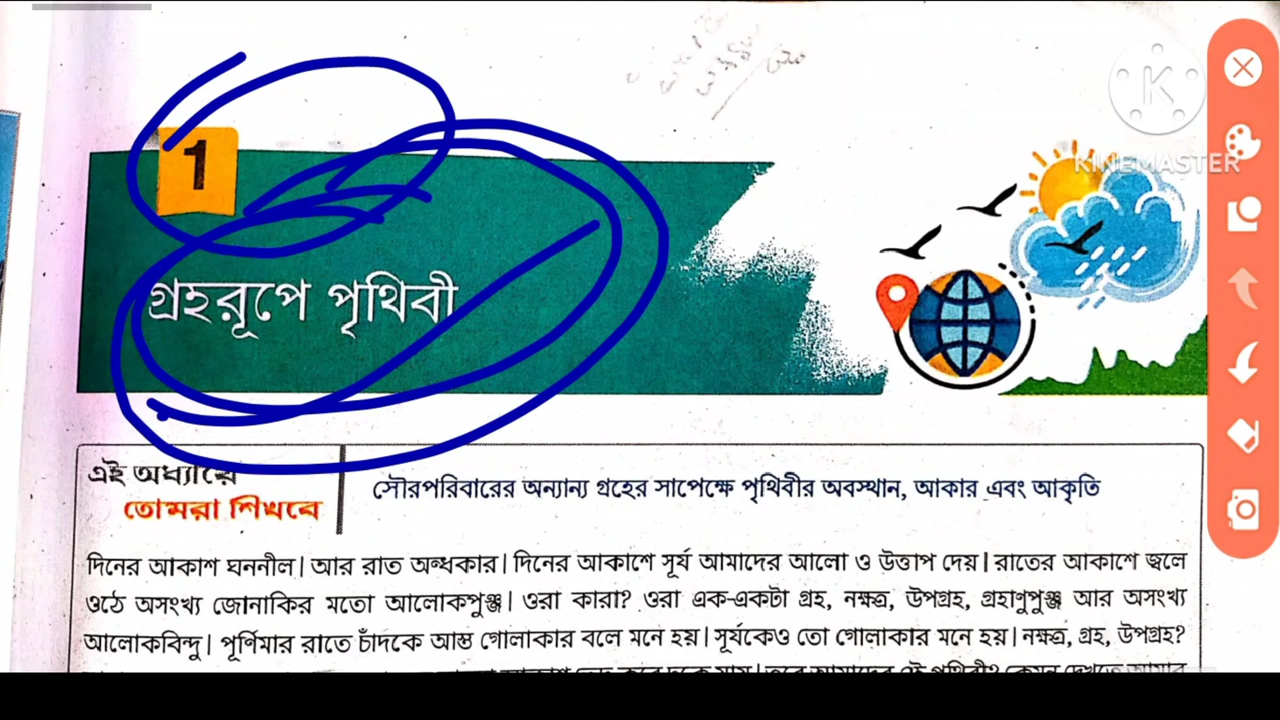 KINEMASTER
1
গ্রহরূপে পৃথিবী
এই অধ্যায়ে
তোমরা শিখবে
সৌরপরিবারের অন্যান্য গ্রহের সাপেক্ষে পৃথিবীর অবস্থান, আকার এবং আকৃতি
দিনের আকাশ ঘননীল। আর রাত অন্ধকার। দিনের আকাশে সূর্য আমাদের আলো ও উত্তাপ দেয়। রাতের আকাশে জ্বলে
ওঠে অসংখ্য জোনাকির মতো আলোকপুঞ্জ। ওরা কারা? ওরা এক-একটা গ্রহ, নক্ষত্র, উপগ্রহ, গ্রহাণুপুঞ্জ আর অসংখ্য
আলোকবিন্দু। পূর্ণিমার রাতে চাঁদকে আস্ত গোলাকার বলে মনে হয়। সূর্যকেও তো গোলাকার মনে হয়। নক্ষত্র, গ্রহ, উপগ্রহ?